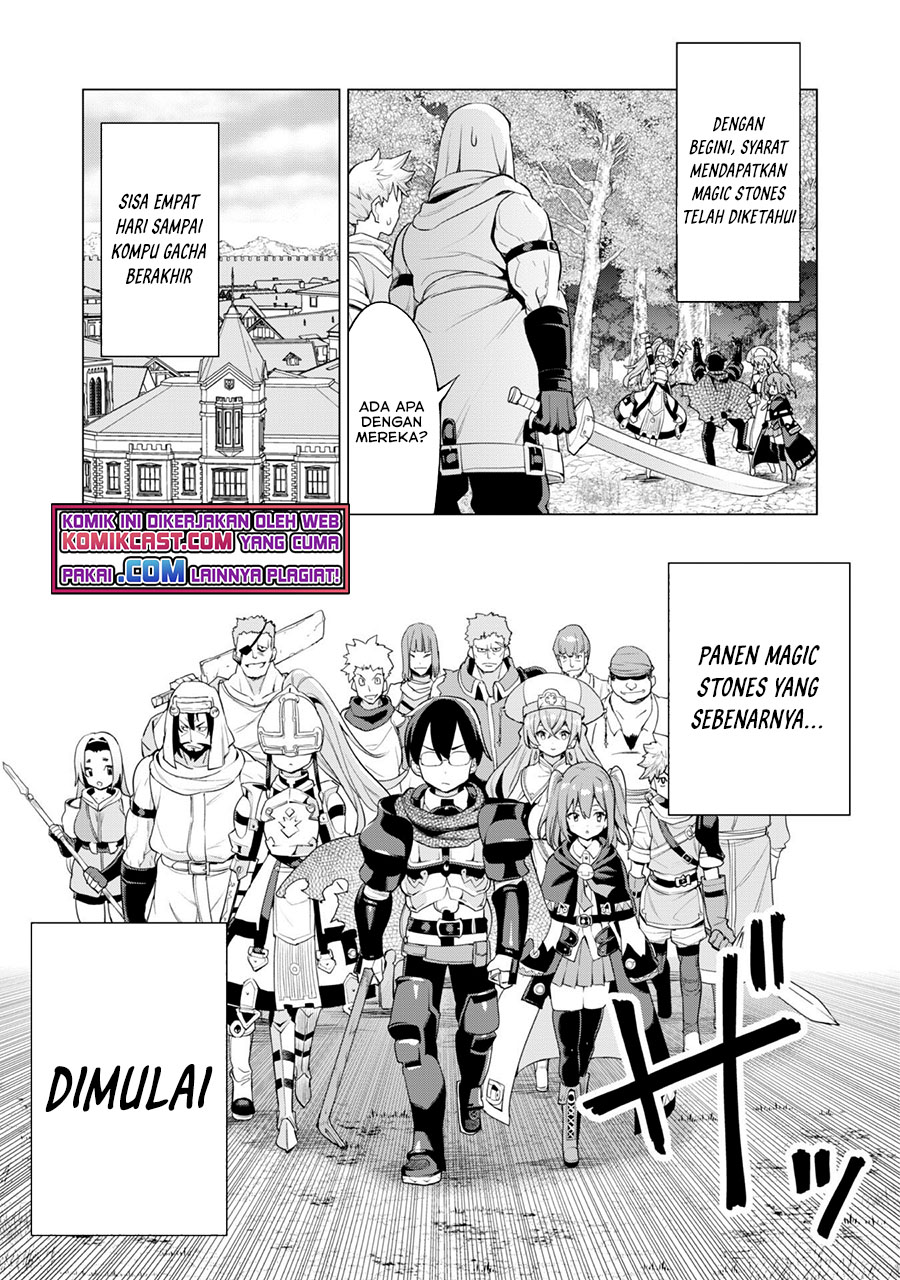 DENGAN
BEGINI, SYARAT
MENDAPATKAN
MAGIC STONES
TELAH DIKETAHUI
ADA APA
DENGAN
MEREKA?
SISA EMPAT
HARI SAMPAI
KOMPU GACHA
BERAKHIR
KOMIK INI DIKERJAKAN OLEH WEB
KOMIKCAST.COM YANG CUMA
PAKAI .COM LAINNYA PLAGIAT!
PANEN MAGIC
STONES YANG
SEBENARNYA...
DIMULAI
ザッ